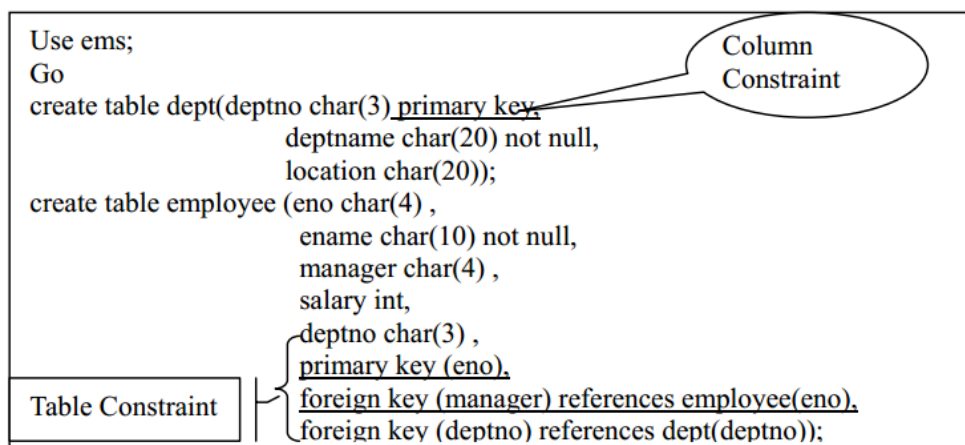 Use ems;
Go
create table dept(deptno char(3) primary key,
deptname char(20) not null,
location char(20));
create table employee (eno char(4) ,
ename char(10) not null,
manager char(4) ,
salary int,
deptno char(3) ,
primary key (eno),
foreign key (manager) references employee(eno),
foreign key (deptno) references dept(deptno));
Column
Constraint
Table Constraint